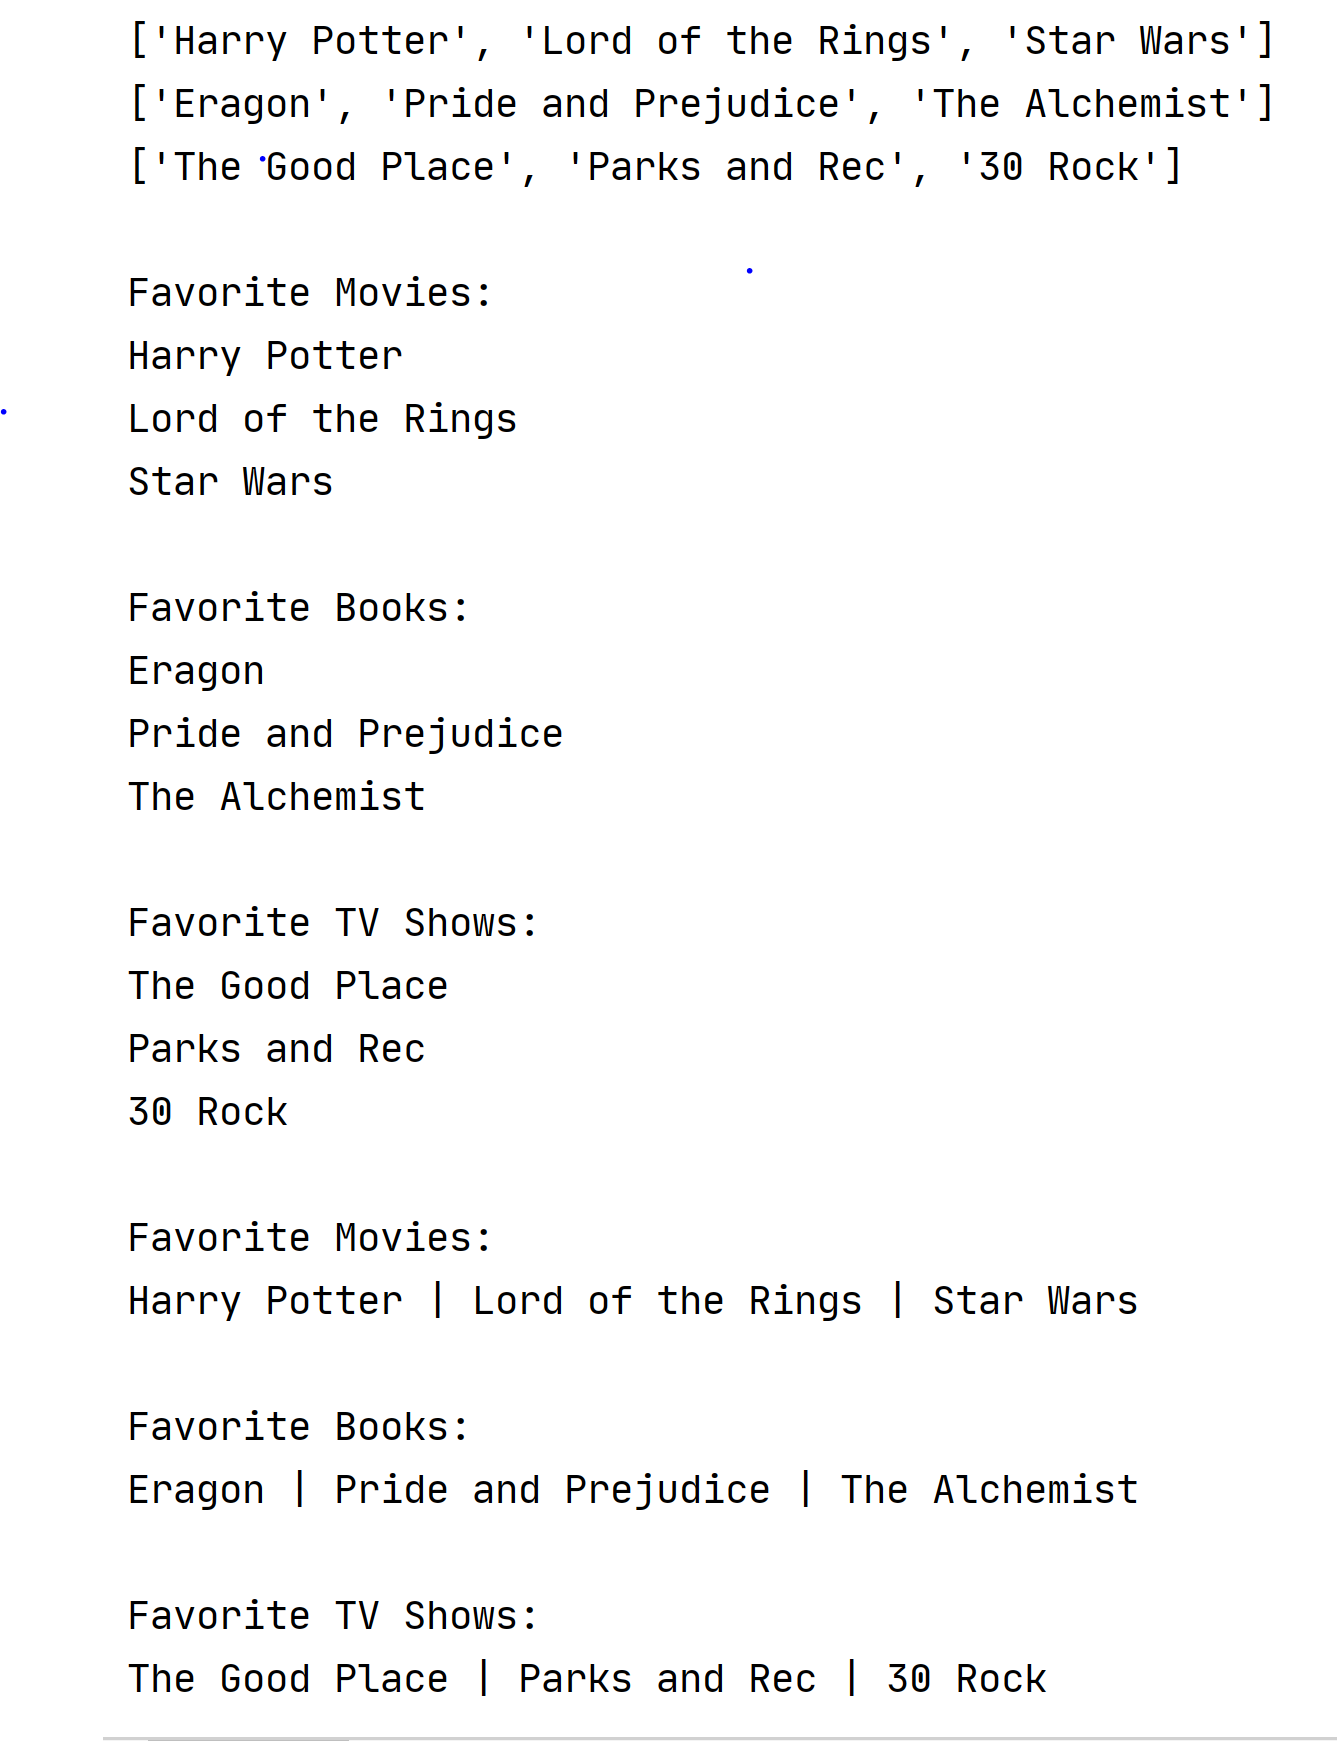 ['Harry Potter', 'Lord of the Rings', 'Star Wars']
['Eragon', 'Pride and Prejudice', 'The Alchemist']
['The Good Place', 'Parks and Rec', '30 Rock']
Favorite Movies:
Harry Potter
Lord of the Rings
Star Wars
Favorite Books:
Eragon
Pride and Prejudice
The Alchemist
Favorite TV Shows:
The Good Place
Parks and Rec
30 Rock
Favorite Movies:
Harry Potter | Lord of the Rings | Star Wars
Favorite Books:
Eragon | Pride and Prejudice | The Alchemist
Favorite TV Shows:
The Good Place | Parks and Rec | 30 Rock